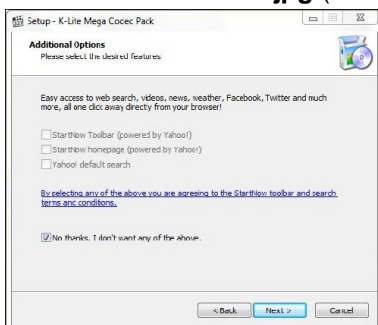 jpg (
Setup - K-Lite Mega Codec Pack
Additional Options
Please select the desired features
Easy access to web search, videos, news, weather, Facebook, Twitter and much
more, all one click away directly from your browser!
StartNow Toolbar (powered by Yahoo!)
StartNow homepage (powered by Yahoo!)
Yahoo! default search
By selecting any of the above you are agreeing to the StartNow toolbar and search
terms and conditions.
No thanks, I don't want any of the above.
< Back Next > Cancel